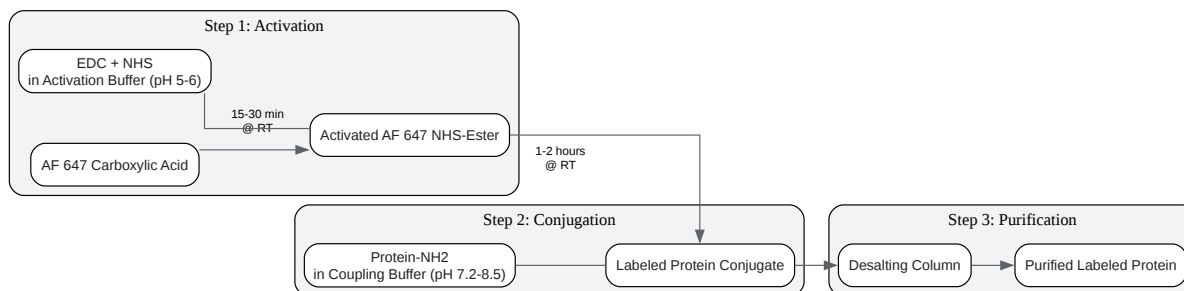 Step 1: Activation
EDC + NHS
in Activation Buffer (pH 5-6)
15-30 min
@ RT
Activated AF 647 NHS-Ester
AF 647 Carboxylic Acid
1-2 hours
@ RT
Step 2: Conjugation
Protein-NH2
in Coupling Buffer (pH 7.2-8.5)
Labeled Protein Conjugate
Step 3: Purification
Desalting Column
Purified Labeled Protein